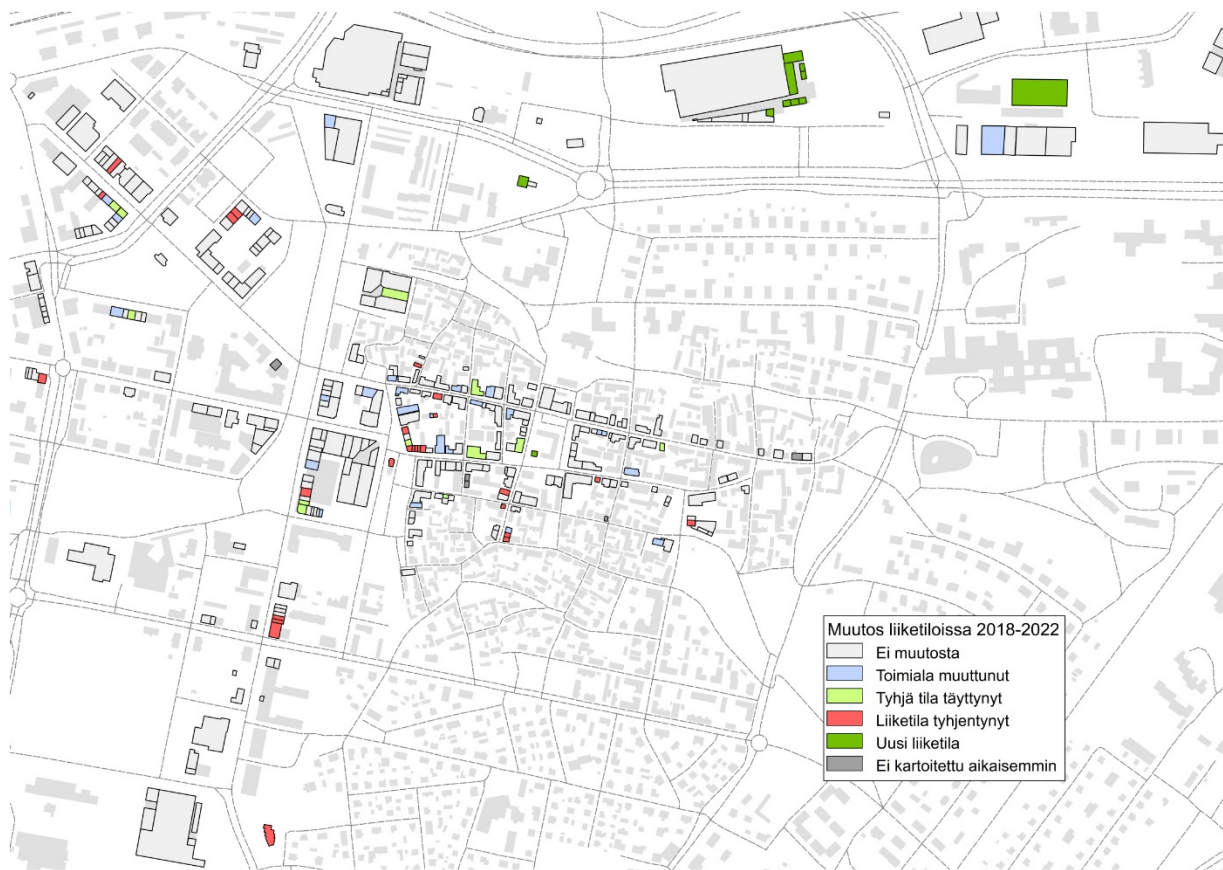 Muutos liiketiloissa 2018-2022
Ei muutosta
Toimiala muuttunut
Tyhjä tila täyttynyt
Liiketila tyhjentynyt
Uusi liiketila
Ei kartoitettu aikaisemmin